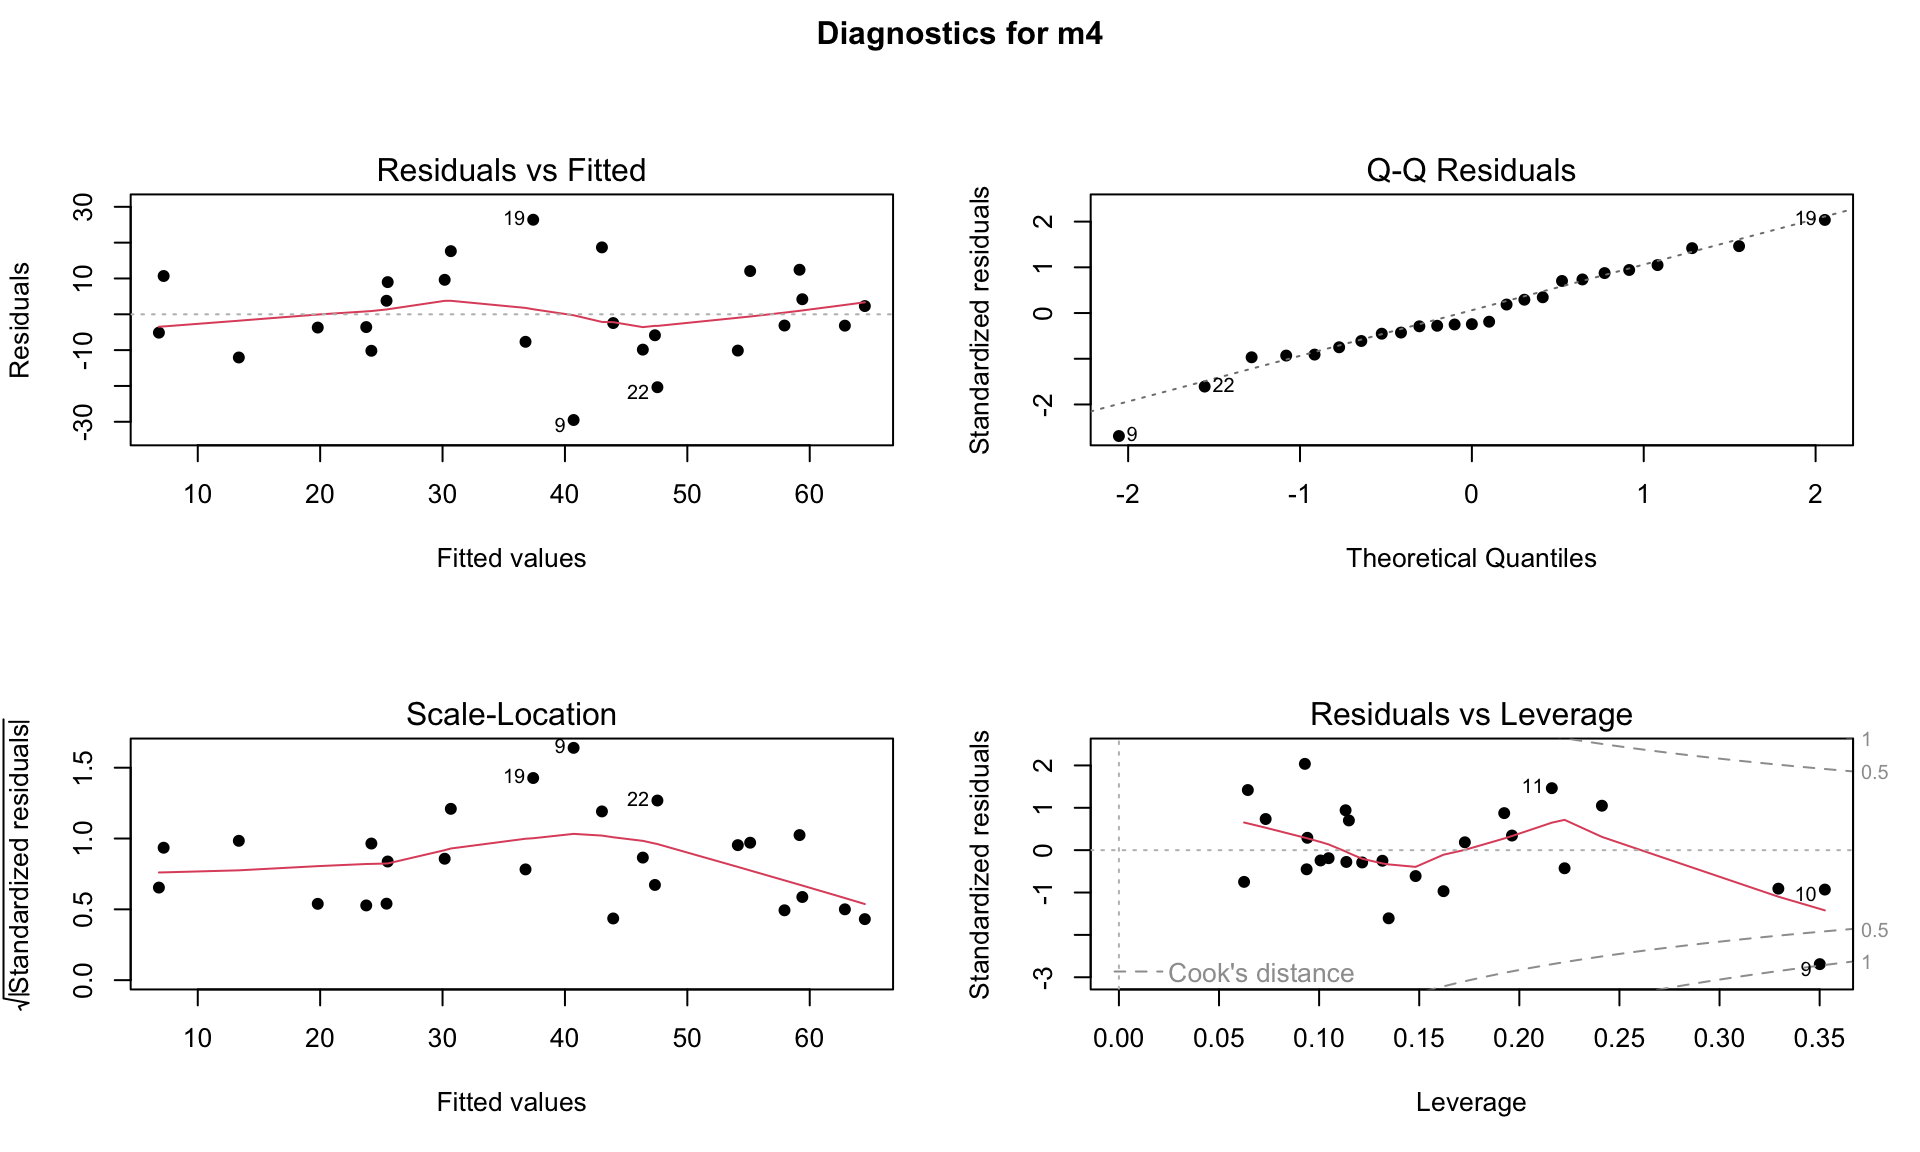 Diagnostics for m4
Residuals vs Fitted
Residuals
30
10
-10
-30
19
22
9
10 20 30 40 50 60
Fitted values
Q-Q Residuals
Standardized residuals
2
1
0
-2
19
22
9
-2 -1 0 1 2
Theoretical Quantiles
Scale-Location
√|Standardized residuals|
1.5
1.0
0.5
0.0
9
19
22
10 20 30 40 50 60
Fitted values
Residuals vs Leverage
Standardized residuals
2
1
0
-1
-3
11
10
9
1
0.5
0.5
1
Cook's distance
0.00 0.05 0.10 0.15 0.20 0.25 0.30 0.35
Leverage